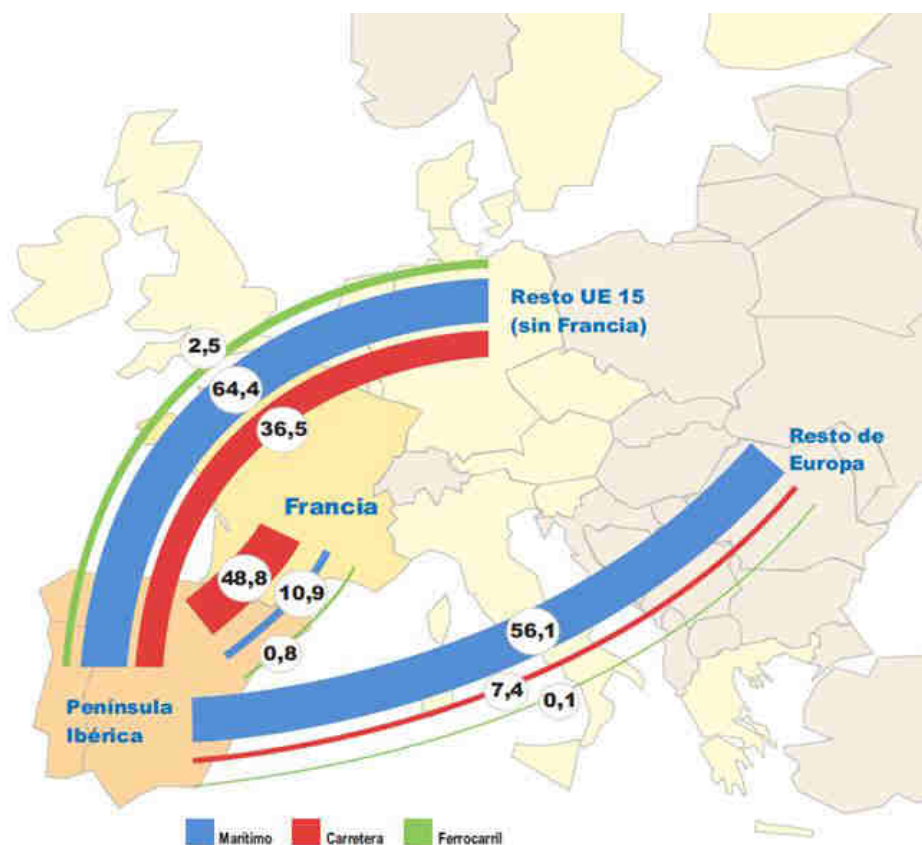 Resto UE 15
(sin Francia)
2,5
64,4
36,5
Resto de
Europa
Francia
48,8
10,9
0,8
56,1
7,4
0,1
Península
Ibérica
Marítimo
Carretera
Ferrocarril